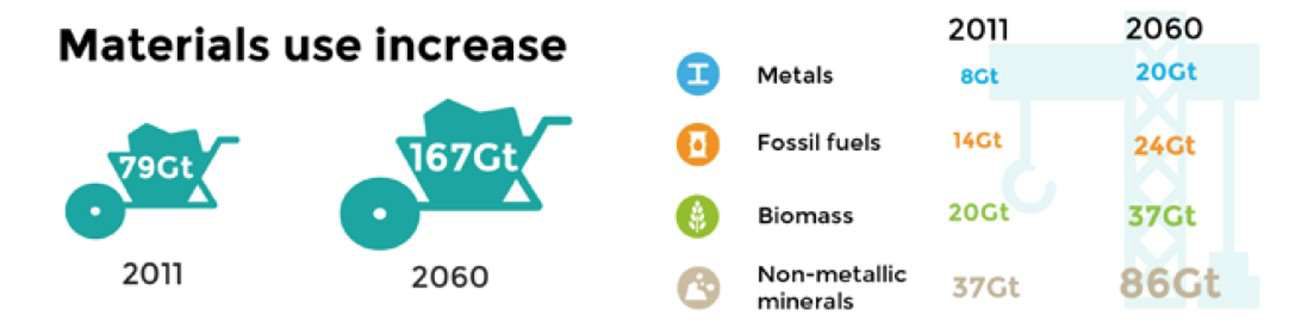 Materials use increase
79Gt
167Gt
2011
2060
2011 2060
Metals 8Gt 20Gt
Fossil fuels 14Gt 24Gt
Biomass 20Gt 37Gt
Non-metallic
minerals
37Gt 86Gt